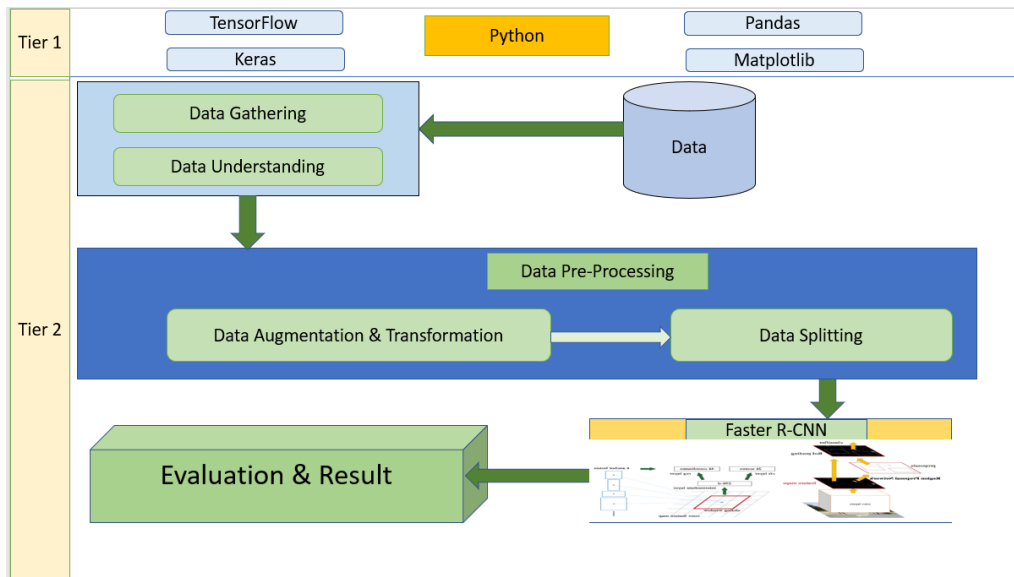 Tier 1
TensorFlow
Keras
Python
Pandas
Matplotlib
Tier 2
Data Gathering
Data Understanding
Data
Data Pre-Processing
Data Augmentation & Transformation
Data Splitting
Faster R-CNN
Evaluation & Result